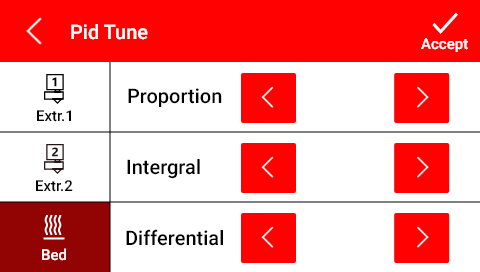 Pid Tune
Accept
1
Extr.1
Proportion
2
Extr.2
Intergral
Bed
Differential